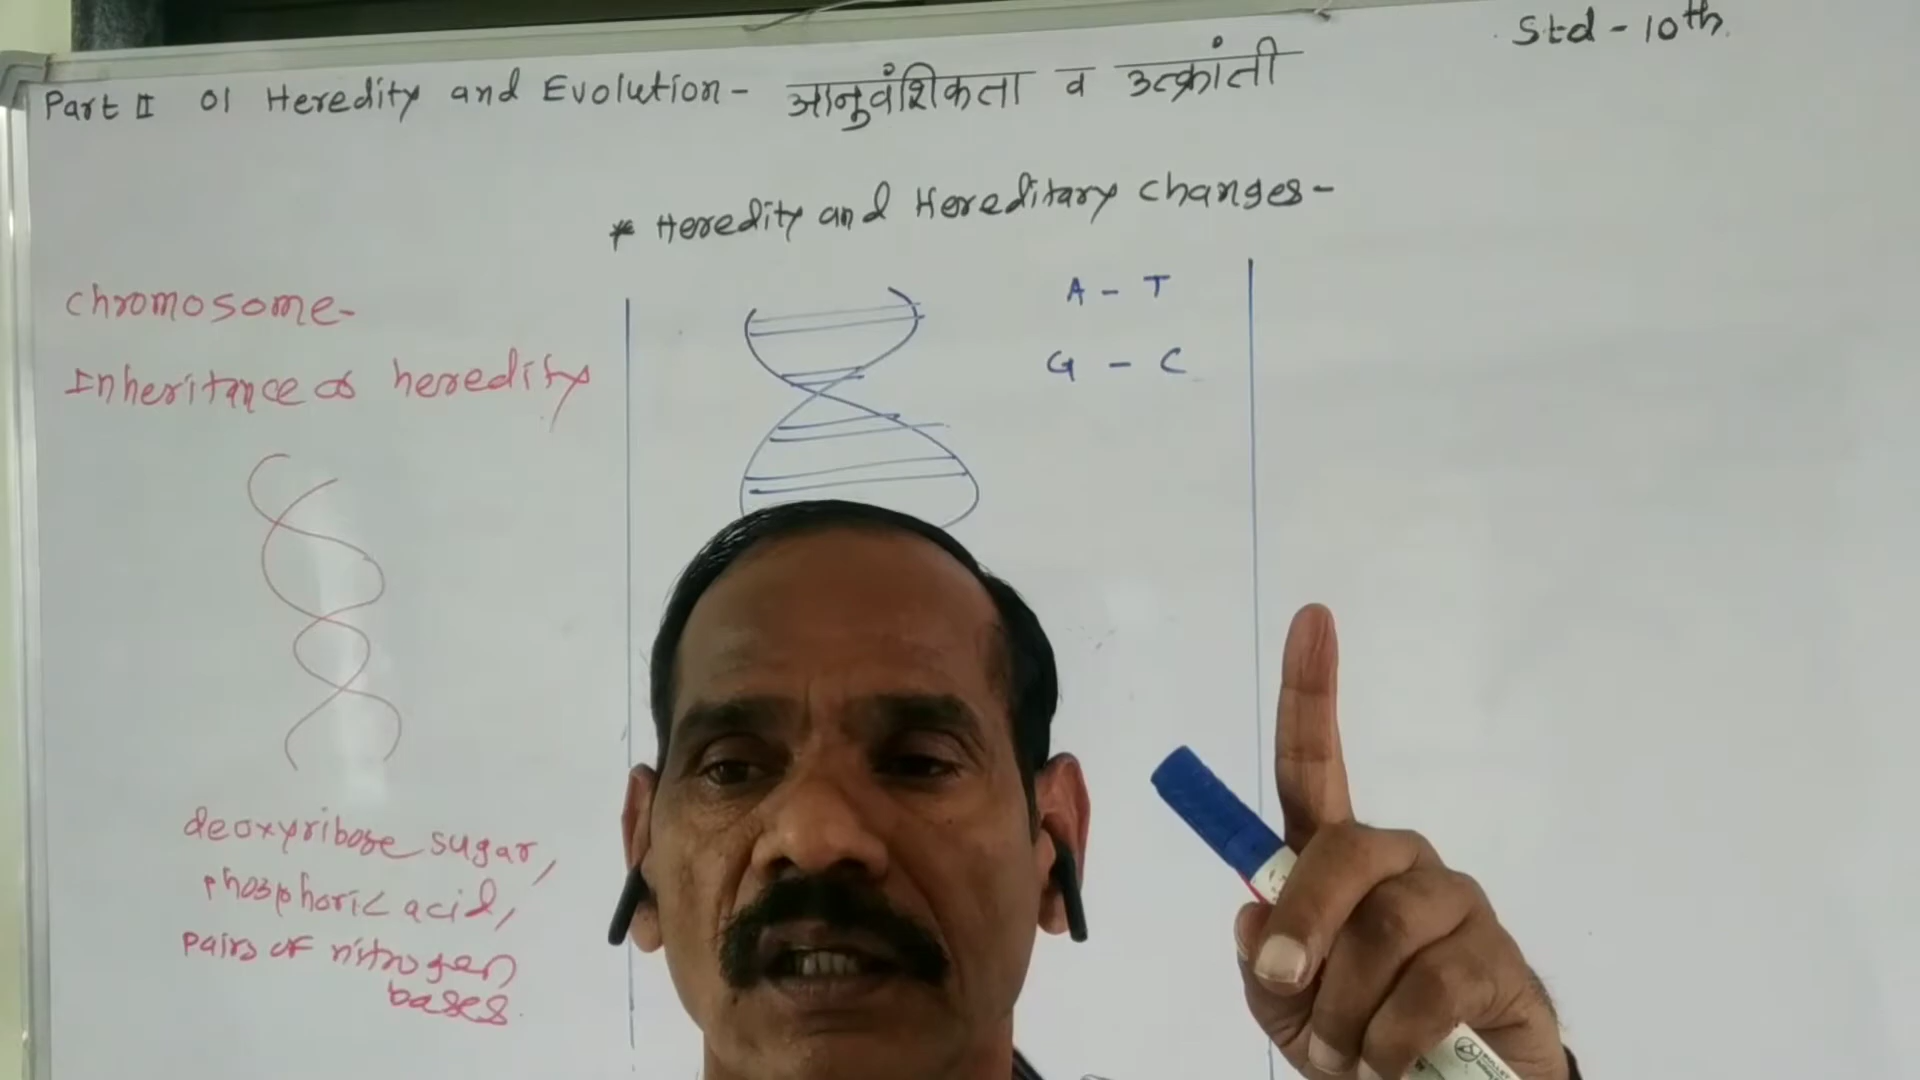 Std - 10th
Part II 01 Heredity and Evolution - आनुवंशिकता व उत्क्रांती
* Heredity and Hereditary changes -
chromosome -
Inheritance of heredity
A - T
G - C
deoxyribose sugar,
phosphoric acid,
pairs of nitrogen
bases.